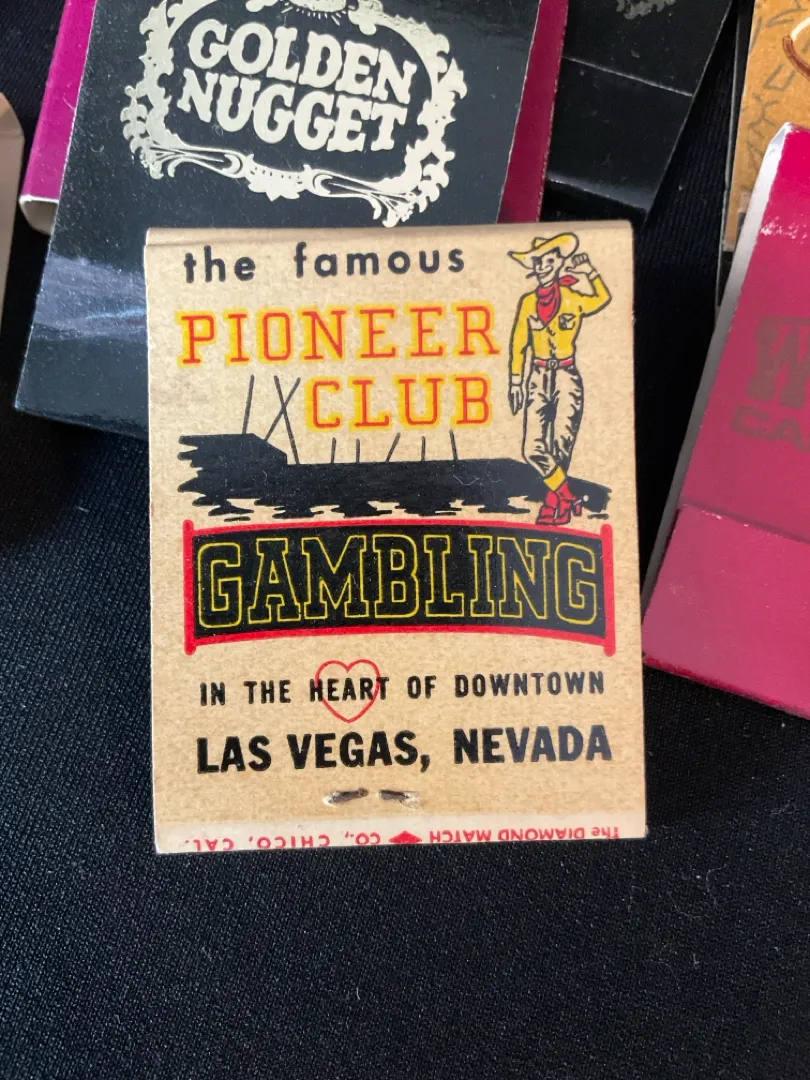 GOLDEN
NUGGET
the famous
PIONEER
CLUB
GAMBLING
IN THE HEART OF DOWNTOWN
LAS VEGAS, NEVADA
The DIAMOND MATCH CO., CHICO, CAL.